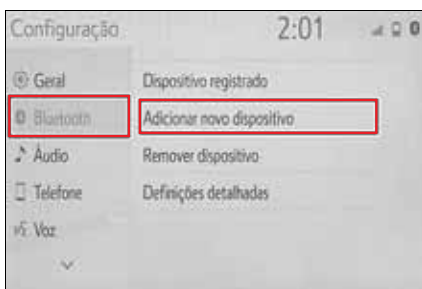 Configuração 2:01
Geral
Bluetooth
Áudio
Telefone
Voz
Dispositivo registrado
Adicionar novo dispositivo
Remover dispositivo
Definições detalhadas